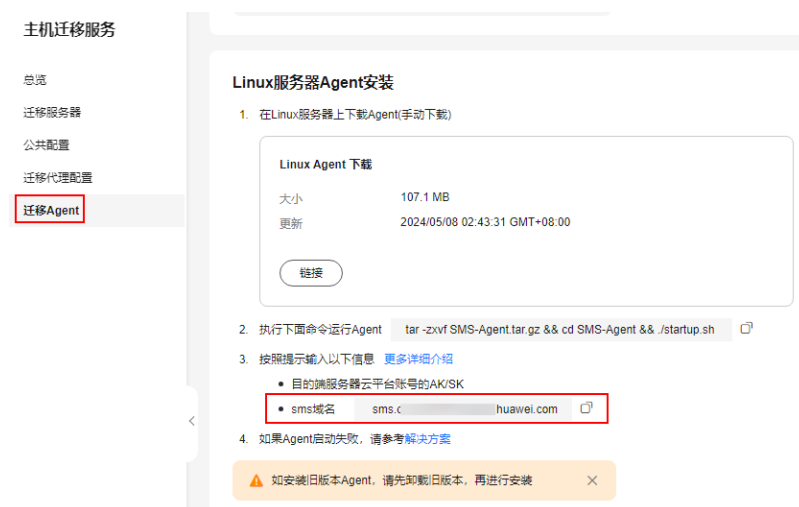 主机迁移服务
总览
迁移服务器
公共配置
迁移代理配置
迁移Agent
Linux服务器Agent安装
1. 在Linux服务器上下载Agent(手动下载)
Linux Agent 下载
大小 107.1 MB
更新 2024/05/08 02:43:31 GMT+08:00
链接
2. 执行下面命令运行Agent tar -zxvf SMS-Agent.tar.gz && cd SMS-Agent && ./startup.sh
3. 按照提示输入以下信息 更多详细介绍
• 目的端服务器云平台账号的AK/SK
• sms域名 sms. huawei.com
4. 如果Agent启动失败，请参考解决方案
如安装旧版本Agent，请先卸载旧版本，再进行安装